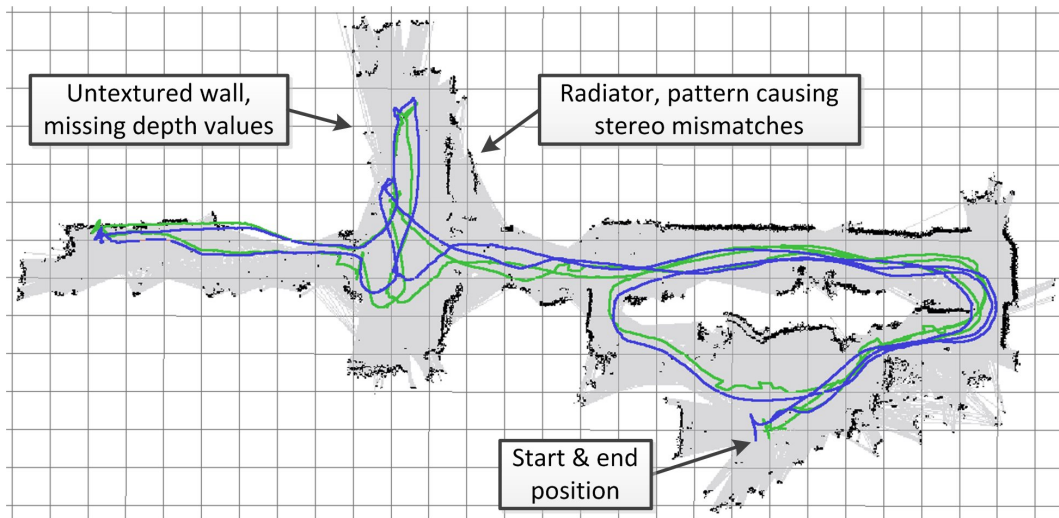 Untextured wall,
missing depth values
Radiator, pattern causing
stereo mismatches
Start & end
position